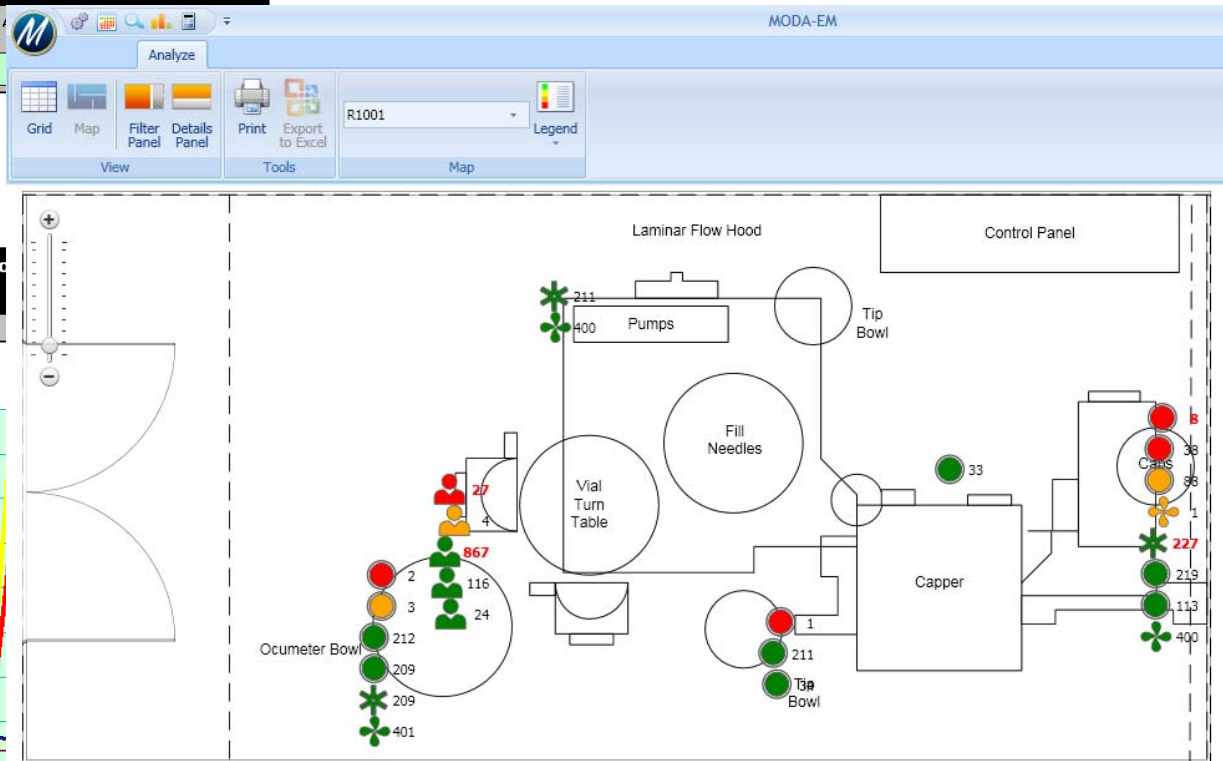 MODA-EM
Analyze
Grid Map Filter Panel Details Panel
View
Print Export to Excel
Tools
R1001
Legend
Map
Laminar Flow Hood
Control Panel
211
400
Pumps
Tip
Bowl
Fill
Needles
Vial
Turn
Table
33
8
33
Caps
83
1
227
219
113
400
27
4
867
116
24
2
3
212
209
209
401
Ocumeter Bowl
Capper
1
211
Tip
Bowl